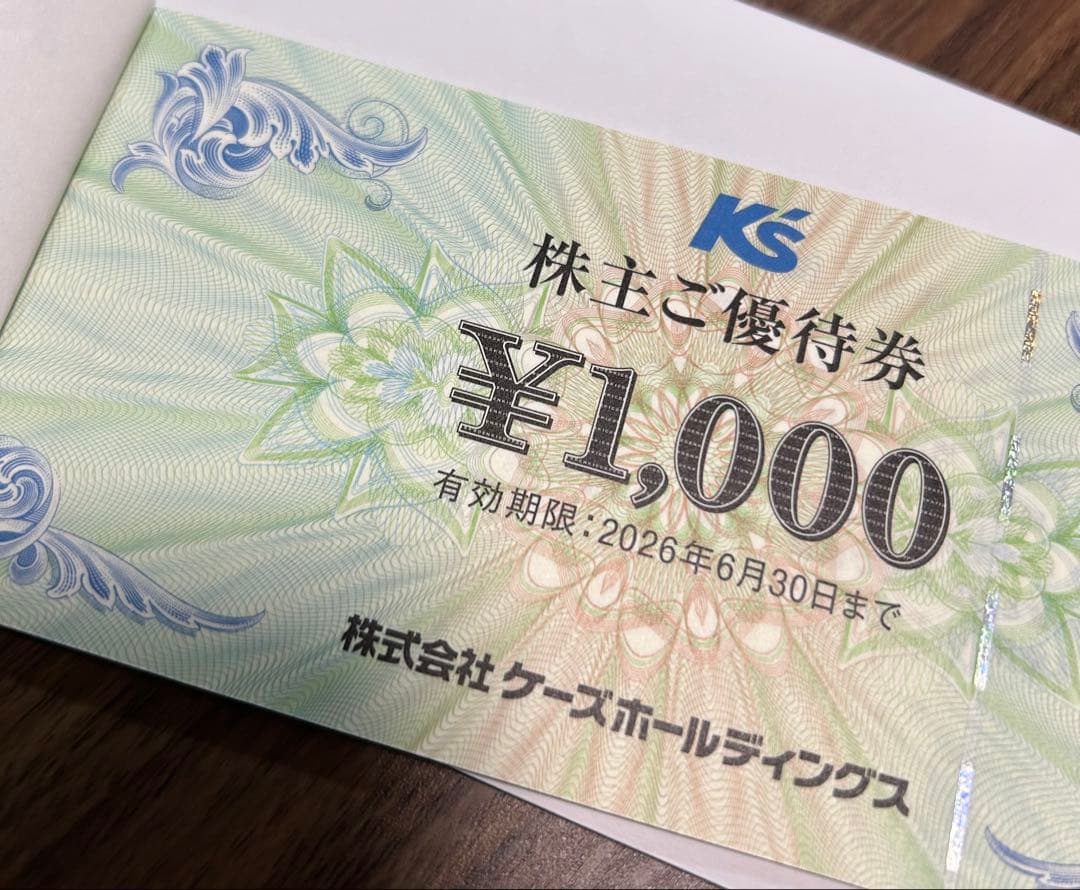 K's
株主ご優待券
¥1,000
有効期限：2026年6月30日まで
株式会社 ケーズホールディングス